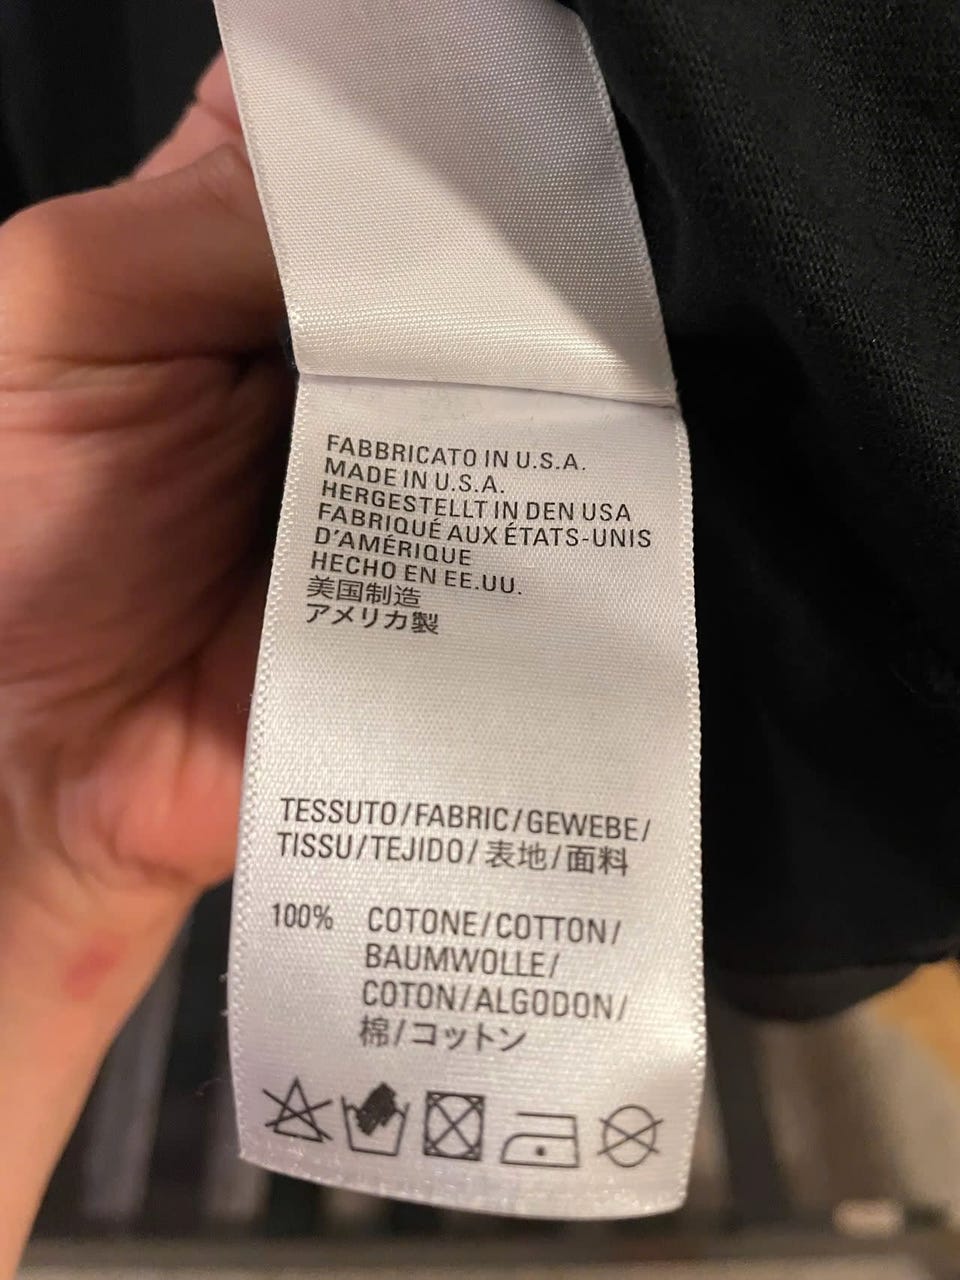 FABBRICATO IN U.S.A.
MADE IN U.S.A.
HERGESTELLT IN DEN USA
FABRIQUÉ AUX ÉTATS-UNIS
D'AMÉRIQUE
HECHO EN EE.UU.
美国制造
アメリカ製
TESSUTO/FABRIC/GEWEBE/
TISSU/TEJIDO/表地/面料
100% COTONE/COTTON/
BAUMWOLLE/
COTON/ALGODON/
棉/コットン